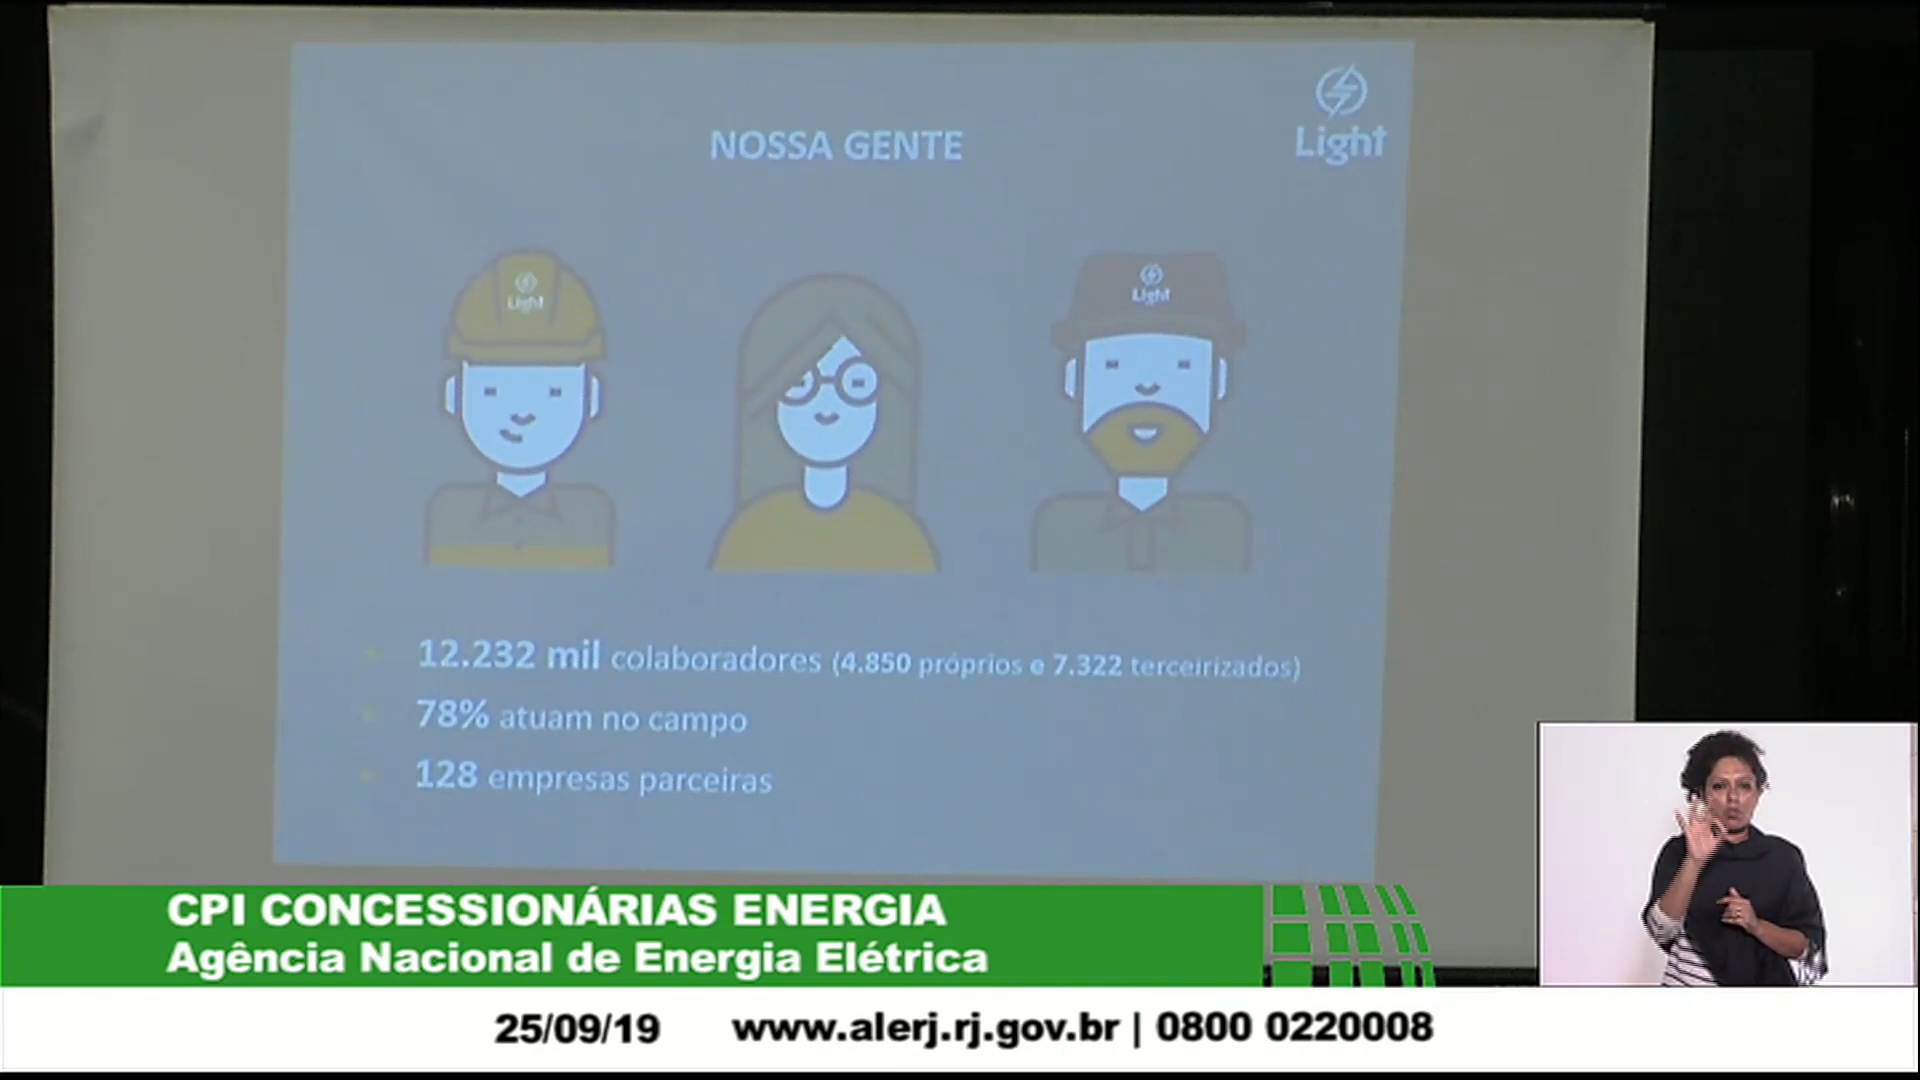 Light
NOSSA GENTE
Light
Light
12.232 mil colaboradores (4.850 próprios e 7.322 terceirizados)
78% atuam no campo
128 empresas parceiras
CPI CONCESSIONÁRIAS ENERGIA
Agência Nacional de Energia Elétrica
25/09/19 www.alerj.rj.gov.br | 0800 0220008